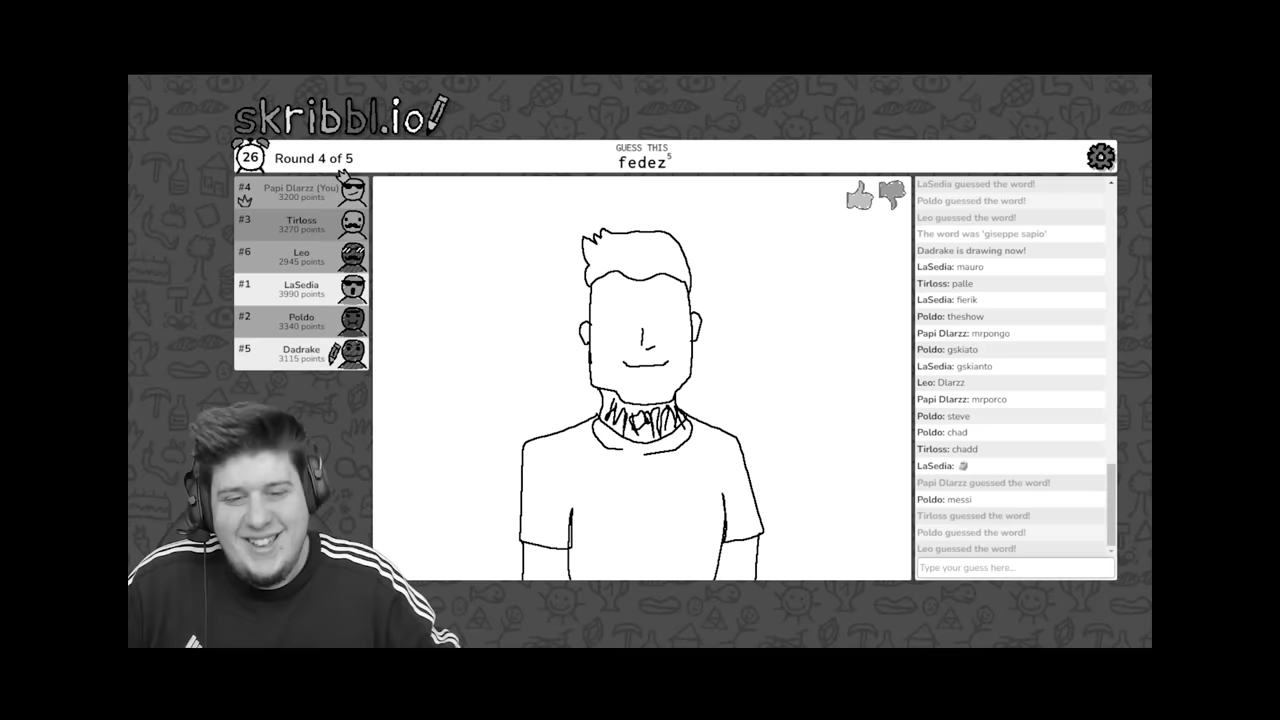 skribbl.io
26
Round 4 of 5
GUESS THIS
fedez5
#4
Papi Dlarzz (You)
3200 points
#3
Tirloss
3270 points
#6
Leo
2945 points
#1
LaSedia
3990 points
#2
Poldo
3340 points
#5
Dadrake
3115 points
LaSedia guessed the word!
Poldo guessed the word!
Leo guessed the word!
The word was 'giseppe sapio'
Dadrake is drawing now!
LaSedia: mauro
Tirloss: palle
LaSedia: fierik
Poldo: theshow
Papi Dlarzz: mrpongo
Poldo: gskiato
LaSedia: gskianto
Leo: Dlarzz
Papi Dlarzz: mrporco
Poldo: steve
Poldo: chad
Tirloss: chadd
LaSedia: 🗿
Papi Dlarzz guessed the word!
Poldo: messi
Tirloss guessed the word!
Poldo guessed the word!
Leo guessed the word!
Type your guess here...